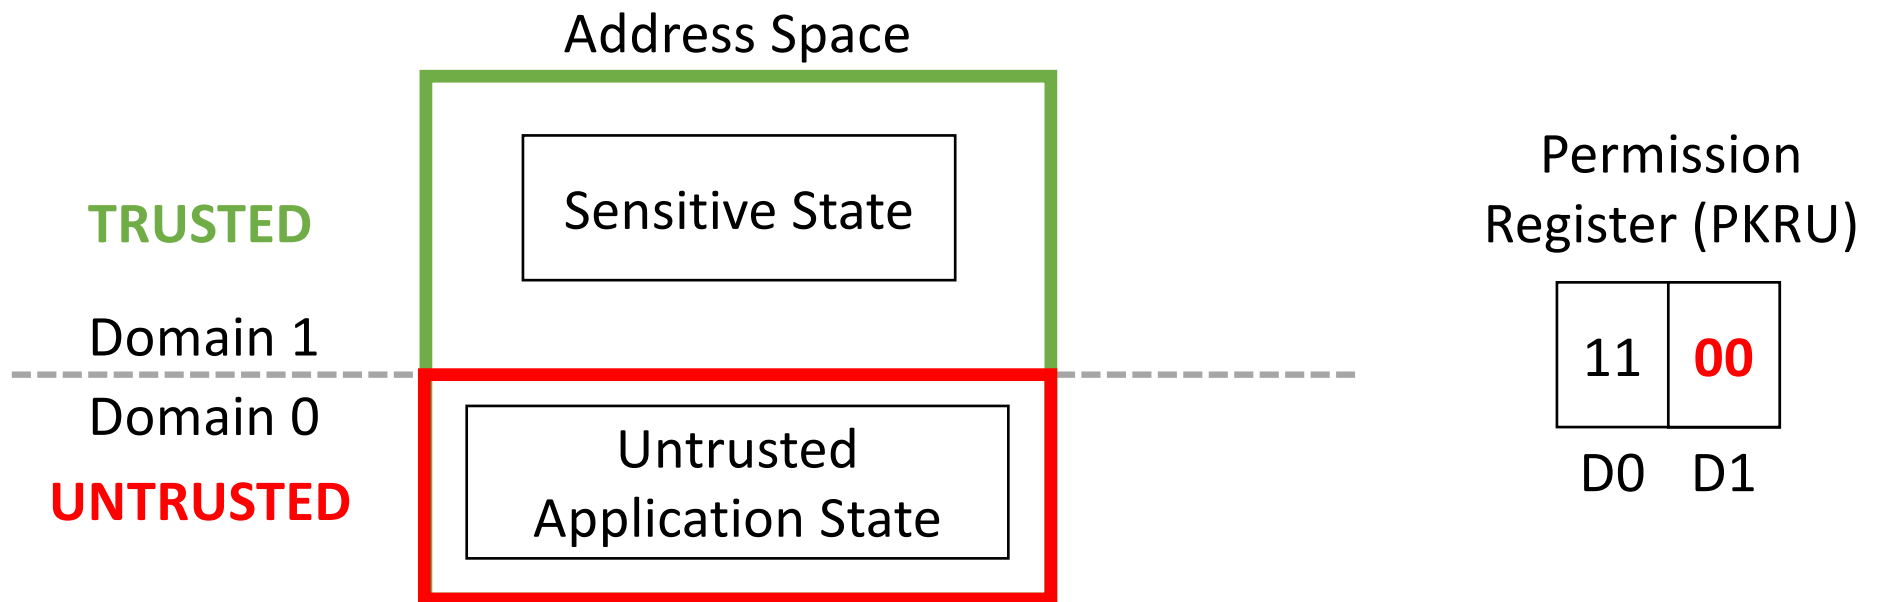 Address Space
TRUSTED
Sensitive State
Domain 1
Domain 0
UNTRUSTED
Untrusted
Application State
Permission
Register (PKRU)
11 00
D0 D1